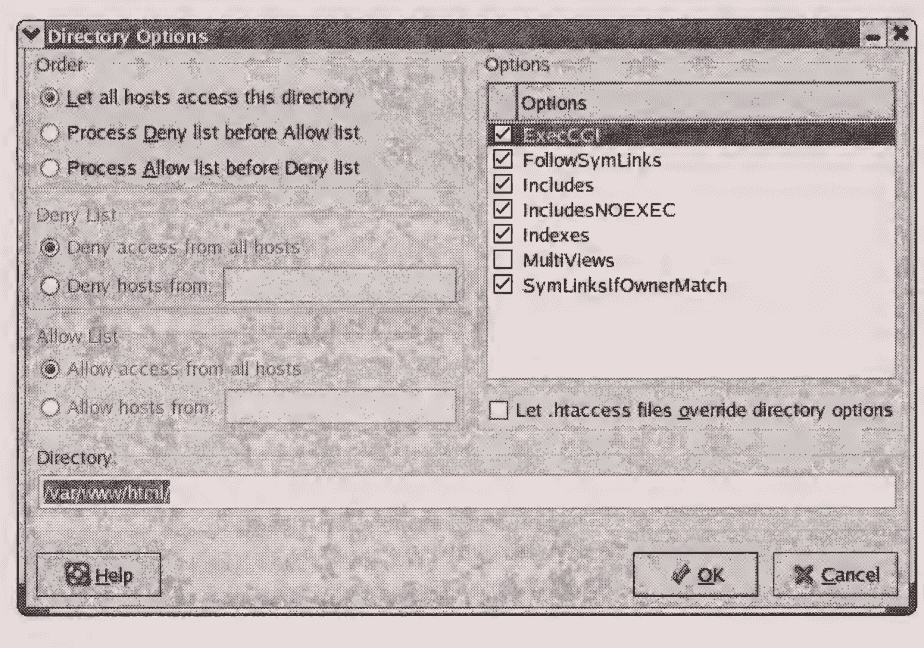 Directory Options
Order
Let all hosts access this directory
Process Deny list before Allow list
Process Allow list before Deny list
Deny List
Deny access from all hosts
Deny hosts from:
Allow List
Allow access from all hosts
Allow hosts from:
Options
Options
ExecCGI
FollowSymLinks
Includes
IncludesNOEXEC
Indexes
MultiViews
SymLinksIfOwnerMatch
Let .htaccess files override directory options
Directory:
/var/www/html/
Help
OK
Cancel